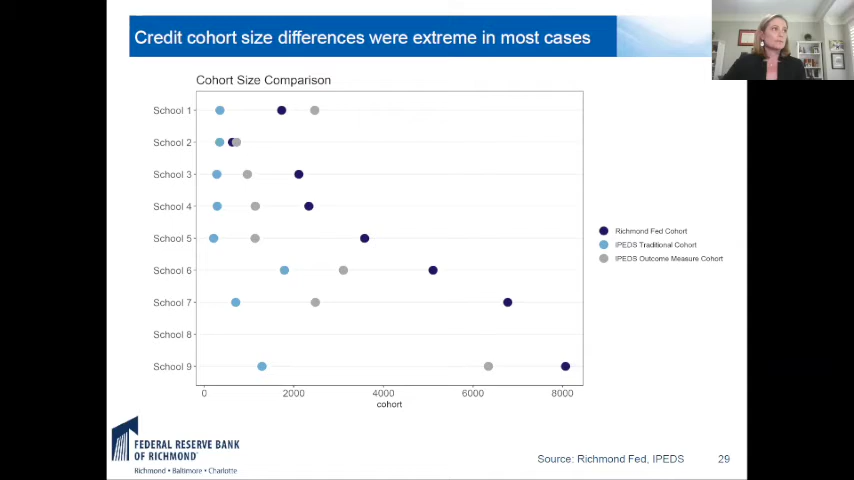 Credit cohort size differences were extreme in most cases
Cohort Size Comparison
School 1
School 2
School 3
School 4
School 5
School 6
School 7
School 8
School 9
0 2000 4000 6000 8000
cohort
Richmond Fed Cohort
IPEDS Traditional Cohort
IPEDS Outcome Measure Cohort
FEDERAL RESERVE BANK
OF RICHMOND
Richmond • Baltimore • Charlotte
Source: Richmond Fed, IPEDS 29